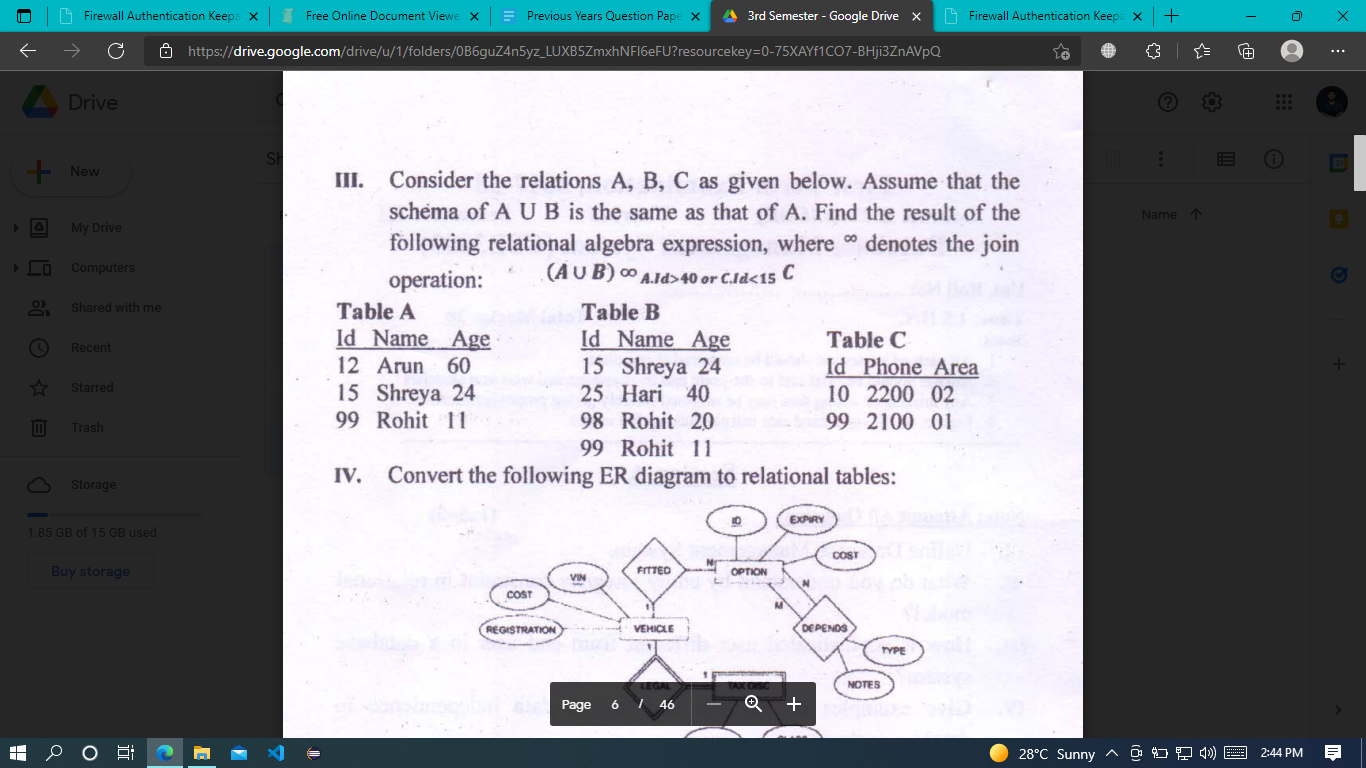 Firewall Authentication Keepa
Free Online Document Viewe
Previous Years Question Pape
3rd Semester - Google Drive
Firewall Authentication Keepa
https://drive.google.com/drive/u/1/folders/0B6guZ4n5yz_LUXB5ZmxhNFI6eFU?resourcekey=0-75XAYf1CO7-BHji3ZnAVpQ
Drive
New
My Drive
Computers
Shared with me
Recent
Starred
Trash
Storage
1.85 GB of 15 GB used
Buy storage
Sh
Name
III. Consider the relations A, B, C as given below. Assume that the
schema of A U B is the same as that of A. Find the result of the
following relational algebra expression, where ∞ denotes the join
operation: (A ∪ B) ∞ A.Id>40 or C.Id<15 C
Table A
Id Name Age
12 Arun 60
15 Shreya 24
99 Rohit 11
Table B
Id Name Age
15 Shreya 24
25 Hari 40
98 Rohit 20
99 Rohit 11
Table C
Id Phone Area
10 2200 02
99 2100 01
IV. Convert the following ER diagram to relational tables:
ID
EXPIRY
COST
FITTED
N
OPTION
VIN
COST
1
M
REGISTRATION
VEHICLE
DEPENDS
TYPE
NOTES
LEGAL
1
TAX DISC
Page 6 / 46
28°C Sunny
2:44 PM